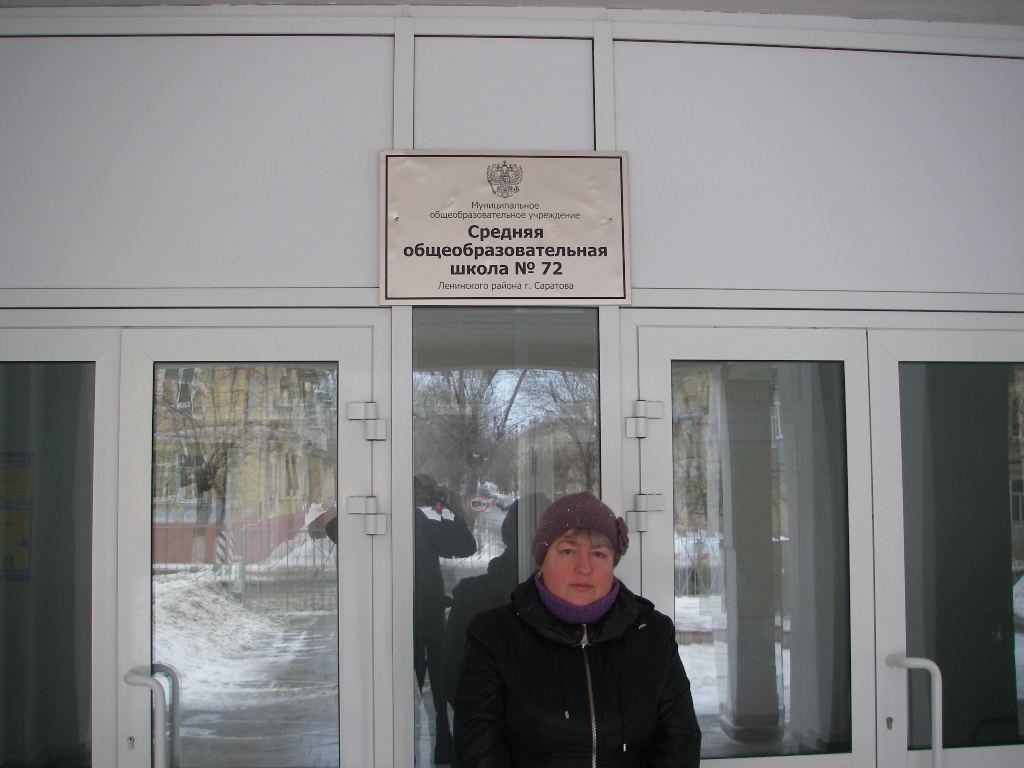 Муниципальное
общеобразовательное учреждение
Средняя
общеобразовательная
школа № 72
Ленинского района г. Саратова